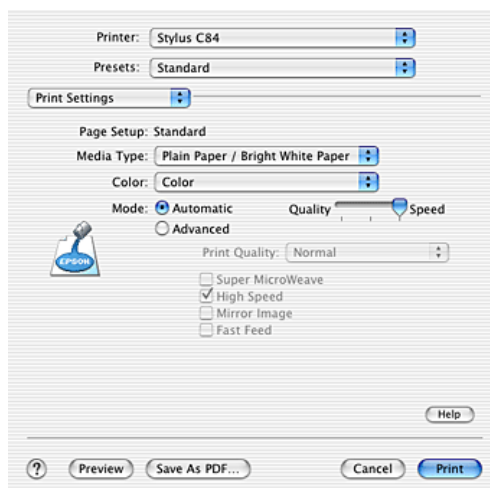 Printer: Stylus C84
Presets: Standard
Print Settings
Page Setup: Standard
Media Type: Plain Paper / Bright White Paper
Color: Color
Mode: Automatic Quality Speed
Advanced
EPSON
Print Quality: Normal
Super MicroWeave
High Speed
Mirror Image
Fast Feed
Help
? Preview Save As PDF... Cancel Print